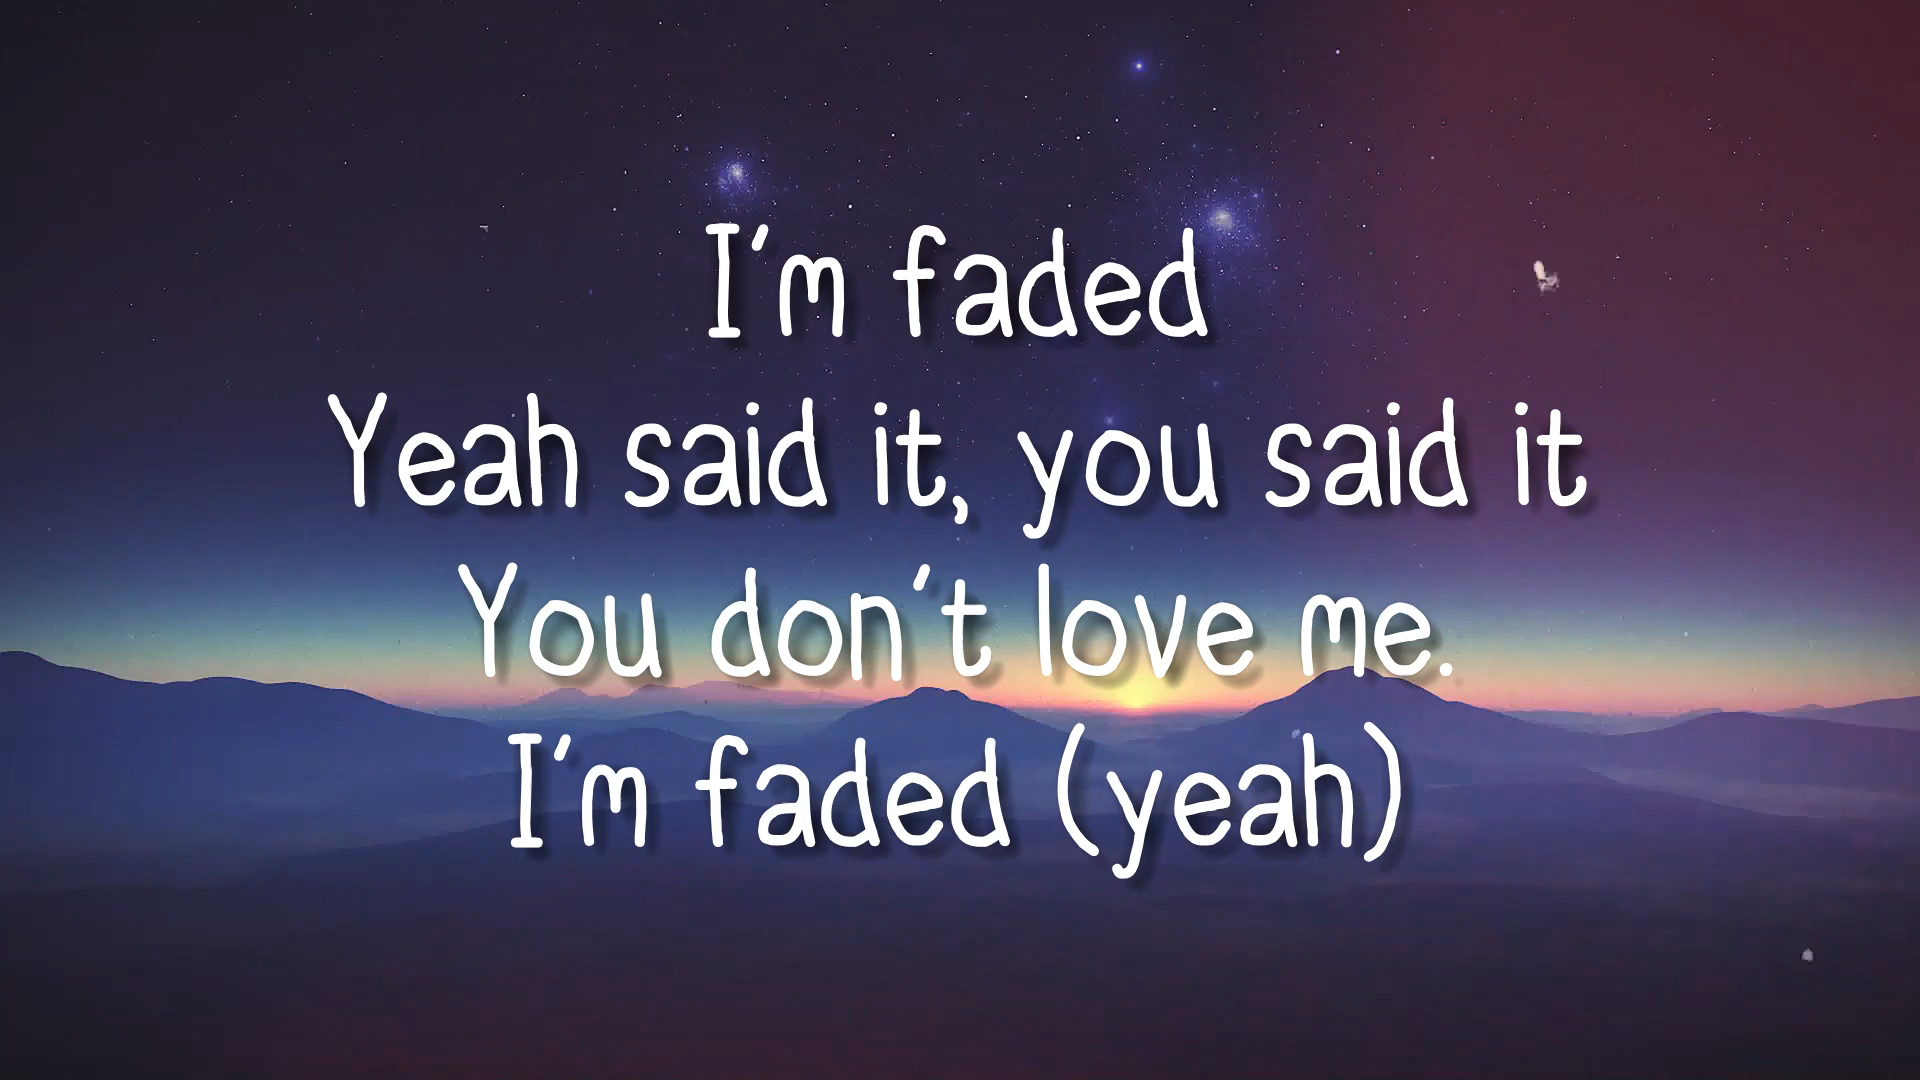 I'm faded
Yeah said it, you said it
You don't love me.
I'm faded (yeah)